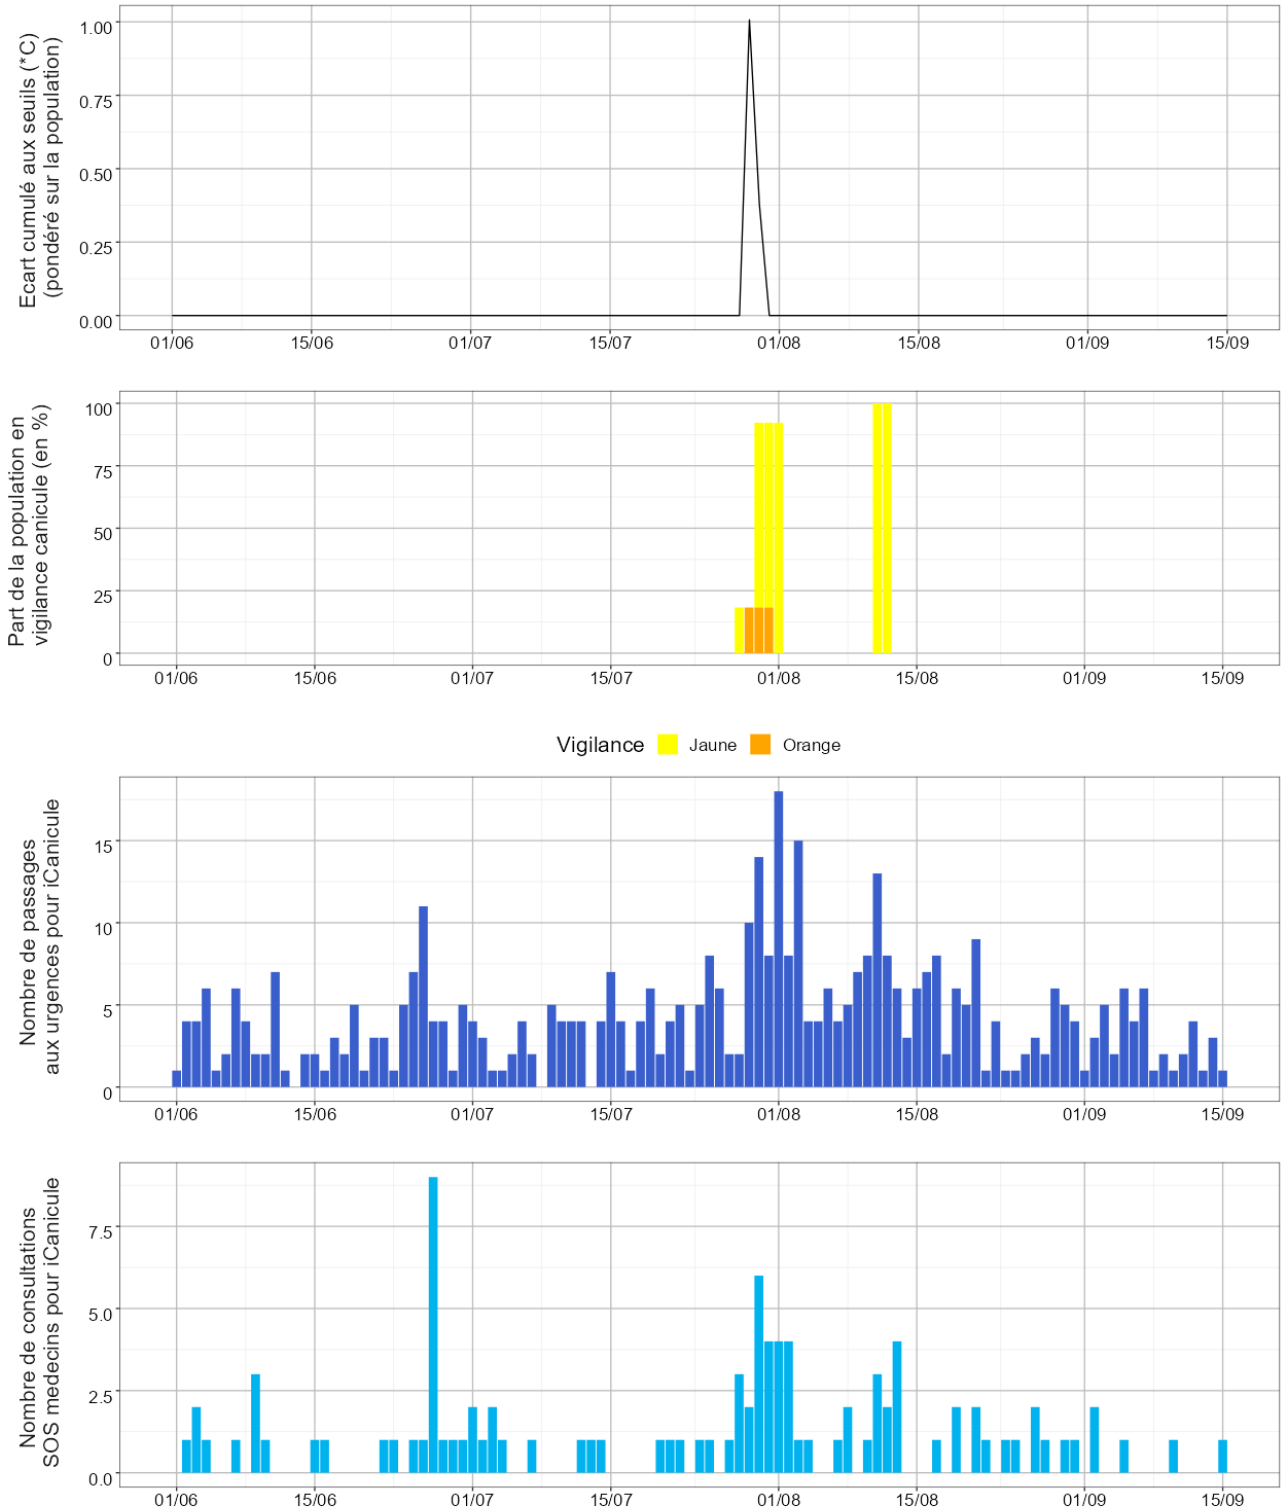 Ecart cumulé aux seuils (*C)
(pondéré sur la population)
1.00
0.75
0.50
0.25
0.00
01/06 15/06 01/07 15/07 01/08 15/08 01/09 15/09
Part de la population en
vigilance canicule (en %)
100
75
50
25
0
01/06 15/06 01/07 15/07 01/08 15/08 01/09 15/09
Vigilance Jaune Orange
Nombre de passages
aux urgences pour iCanicule
15
10
5
0
01/06 15/06 01/07 15/07 01/08 15/08 01/09 15/09
Nombre de consultations
SOS medecins pour iCanicule
7.5
5.0
2.5
0.0
01/06 15/06 01/07 15/07 01/08 15/08 01/09 15/09